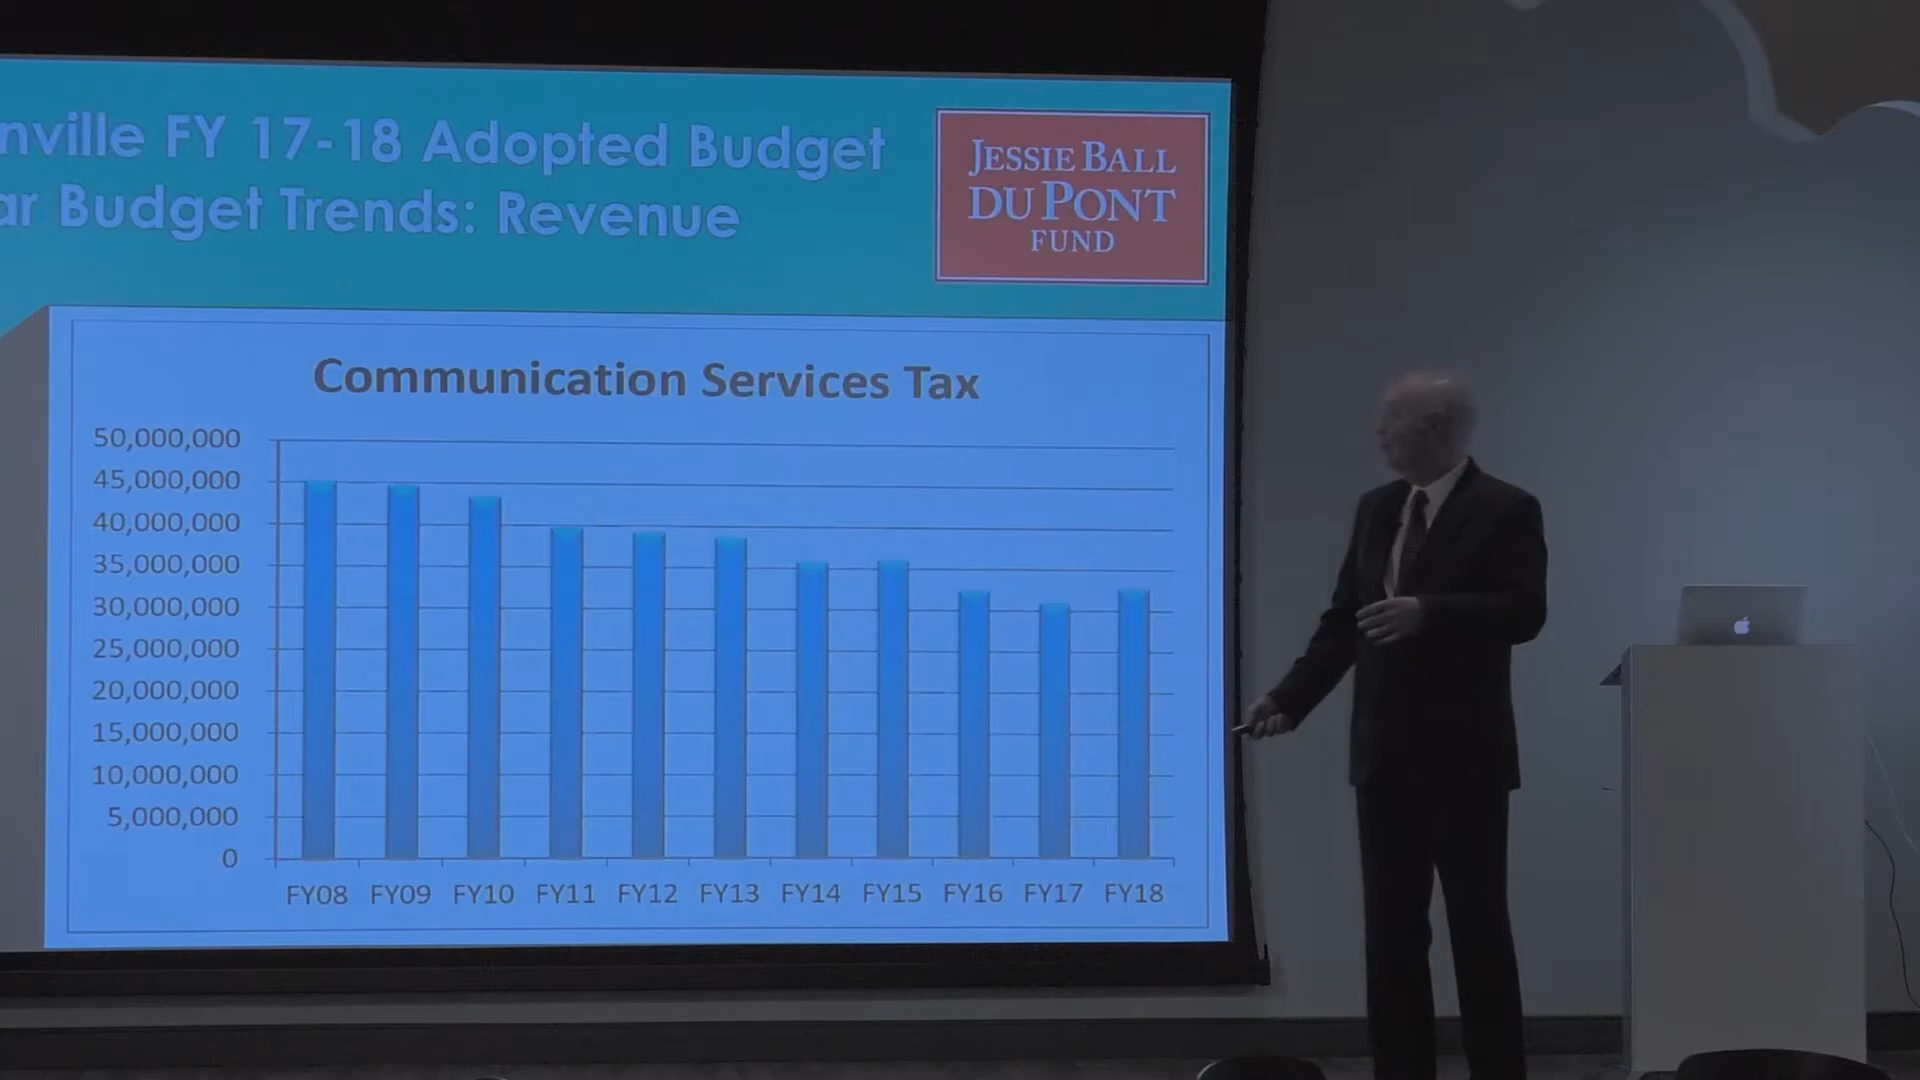 nville FY 17-18 Adopted Budget
ar Budget Trends: Revenue
JESSIE BALL
DU PONT
FUND
Communication Services Tax
50,000,000
45,000,000
40,000,000
35,000,000
30,000,000
25,000,000
20,000,000
15,000,000
10,000,000
5,000,000
0
FY08 FY09 FY10 FY11 FY12 FY13 FY14 FY15 FY16 FY17 FY18